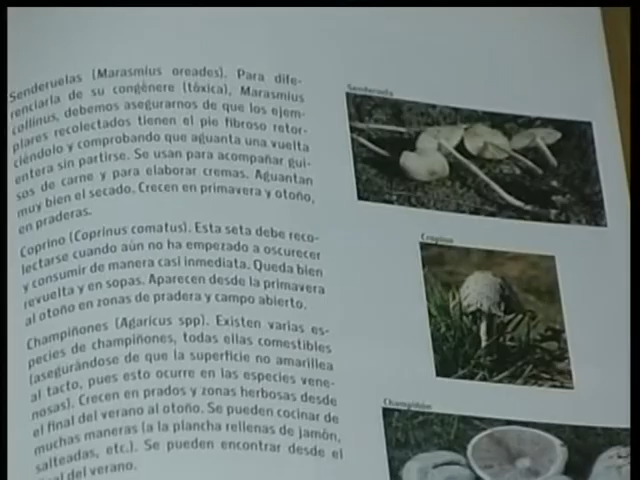 Senderuelas (Marasmius oreades). Para dife-
renciarla de su congénere (tóxica), Marasmius
collinus, debemos asegurarnos de que los ejem-
plares recolectados tienen el pie fibroso retor-
ciéndolo y comprobando que aguanta una vuelta
entera sin partirse. Se usan para acompañar gui-
sos de carne y para elaborar cremas. Aguantan
muy bien el secado. Crecen en primavera y otoño,
en praderas.
Coprino (Coprinus comatus). Esta seta debe reco-
lectarse cuando aún no ha empezado a oscurecer
y consumir de manera casi inmediata. Queda bien
revuelta y en sopas. Aparecen desde la primavera
al otoño en zonas de pradera y campo abierto.
Champiñones (Agaricus spp). Existen varias es-
pecies de champiñones, todas ellas comestibles
(asegurándose de que la superficie no amarillea
al tacto, pues esto ocurre en las especies vene-
nosas). Crecen en prados y zonas herbosas desde
el final del verano al otoño. Se pueden cocinar de
muchas maneras (a la plancha rellenas de jamón,
salteadas, etc.). Se pueden encontrar desde el
del verano.
Senderuela
Coprino
Champiñón